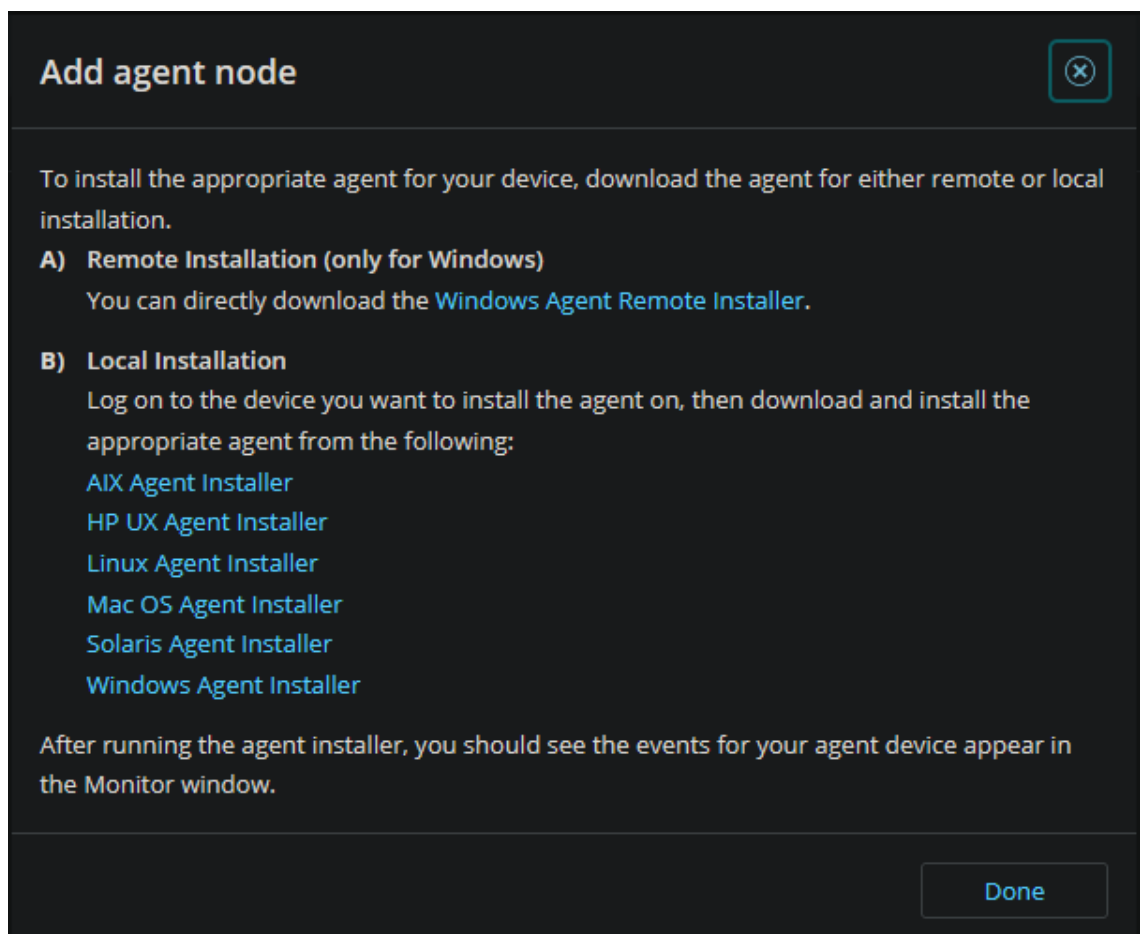 Add agent node
To install the appropriate agent for your device, download the agent for either remote or local
installation.
A) Remote Installation (only for Windows)
You can directly download the Windows Agent Remote Installer.
B) Local Installation
Log on to the device you want to install the agent on, then download and install the
appropriate agent from the following:
AIX Agent Installer
HP UX Agent Installer
Linux Agent Installer
Mac OS Agent Installer
Solaris Agent Installer
Windows Agent Installer
After running the agent installer, you should see the events for your agent device appear in
the Monitor window.
Done